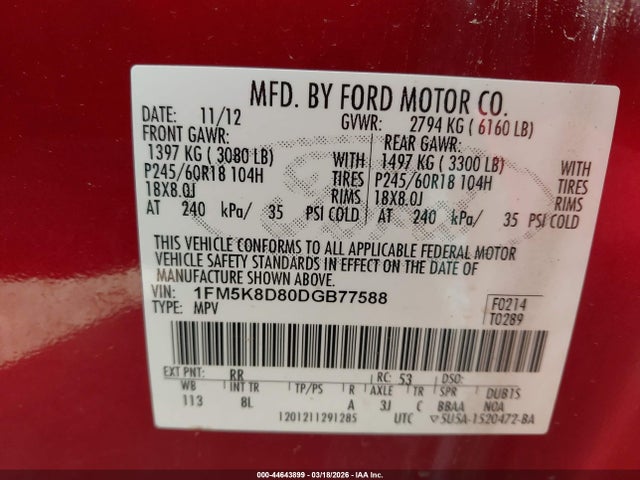 MFD. BY FORD MOTOR CO.
DATE: 11/12 GVWR: 2794 KG ( 6160 LB)
FRONT GAWR: REAR GAWR:
1397 KG ( 3080 LB) WITH 1497 KG ( 3300 LB) WITH
P245/60R18 104H TIRES P245/60R18 104H TIRES
18X8.0J RIMS 18X8.0J RIMS
AT 240 kPa/ 35 PSI COLD AT 240 kPa/ 35 PSI COLD
THIS VEHICLE CONFORMS TO ALL APPLICABLE FEDERAL MOTOR
VEHICLE SAFETY STANDARDS IN EFFECT ON THE DATE OF
MANUFACTURE SHOWN ABOVE.
VIN: 1FM5K8D80DGB77588 F0214
TYPE: MPV T0289
EXT PNT: RR RC: 53 DSO:
WB INT TR TP/PS R AXLE TR SPR DUBTS
113 8L A 3J C BBAA NOA
1201211291285 UTC ▽5U5A-1520472-BA
000-44643899 - 03/18/2026 - IAA Inc.